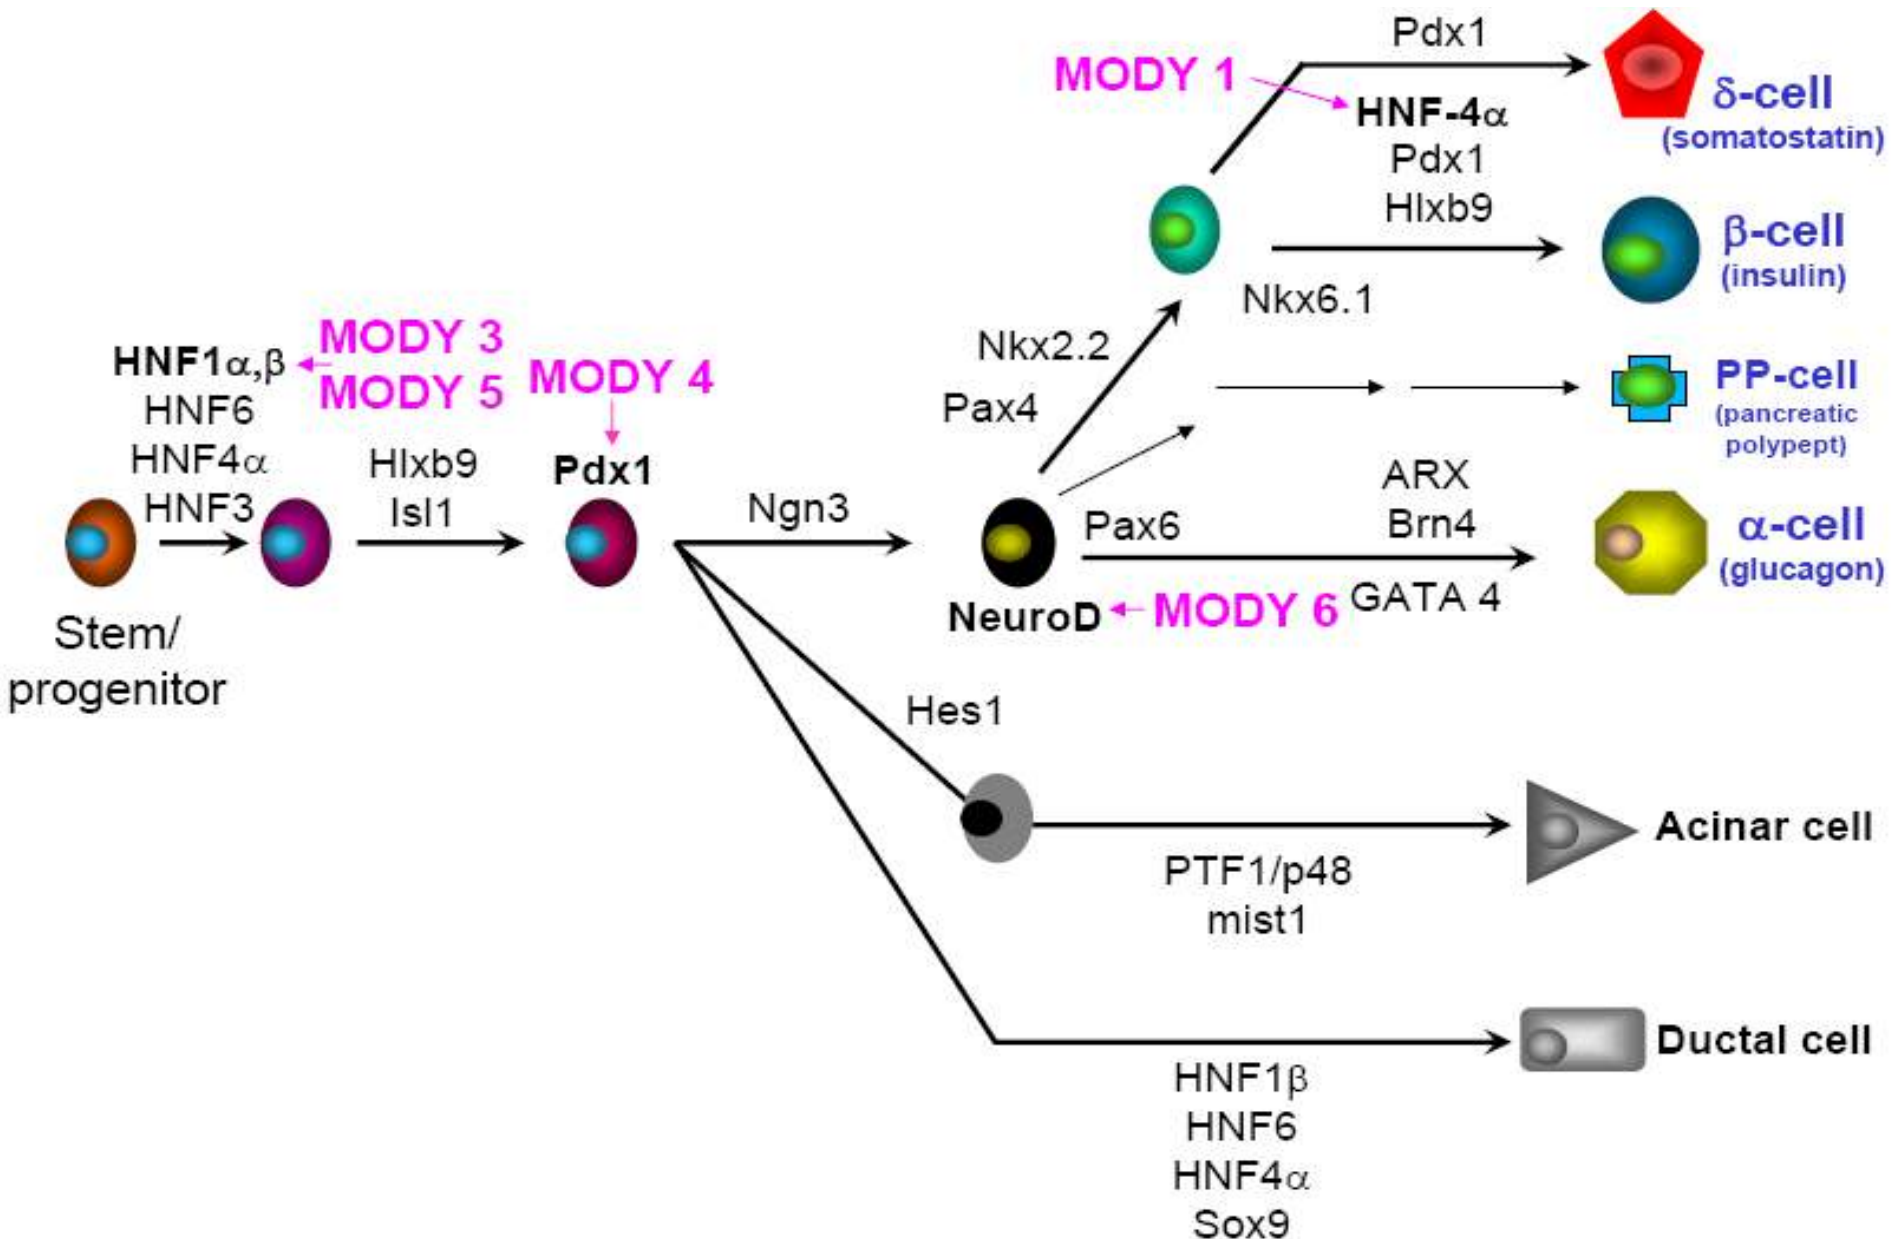 Pdx1
MODY 1
HNF-4α
Pdx1
Hlxb9
δ-cell
(somatostatin)
β-cell
(insulin)
Nkx6.1
Nkx2.2
Pax4
PP-cell
(pancreatic
polypept)
HNF1α,β
MODY 3
MODY 5
HNF6
HNF4α
HNF3
MODY 4
Hlxb9
Isl1
Pdx1
Ngn3
Pax6
ARX
Brn4
GATA 4
α-cell
(glucagon)
NeuroD
MODY 6
Stem/
progenitor
Hes1
Acinar cell
PTF1/p48
mist1
Ductal cell
HNF1β
HNF6
HNF4α
Sox9